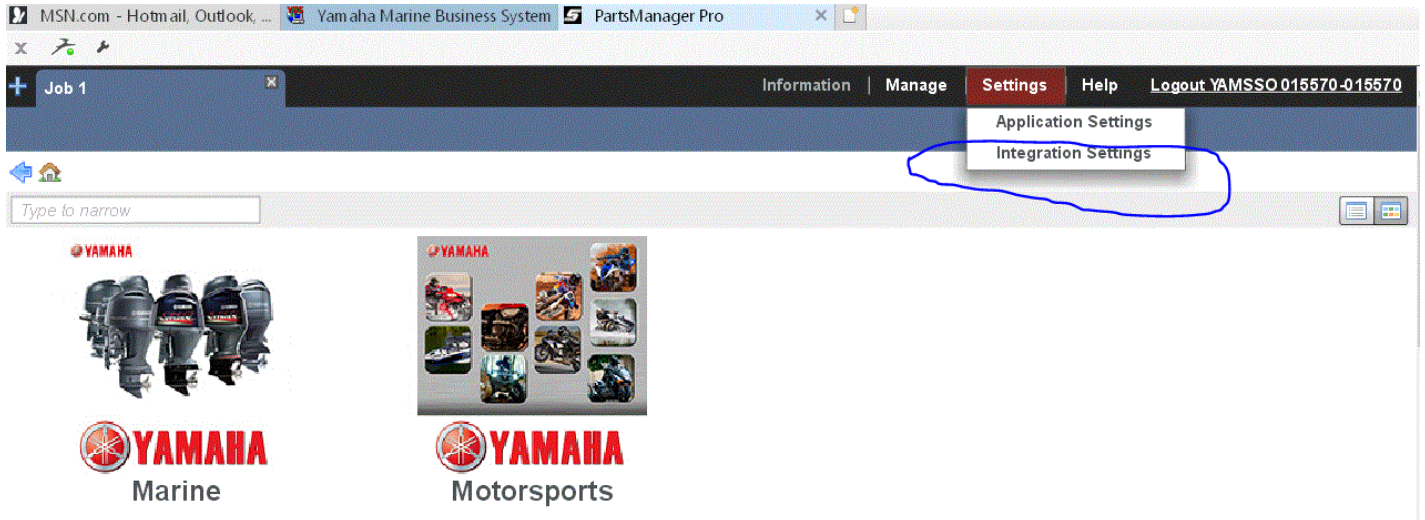 MSN.com - Hotmail, Outlook, ... Yamaha Marine Business System PartsManager Pro x
x
Job 1 x Information | Manage Settings Help Logout YAMSSO 015570-015570
Application Settings
Integration Settings
Type to narrow
YAMAHA YAMAHA
YAMAHA YAMAHA
Marine Motorsports